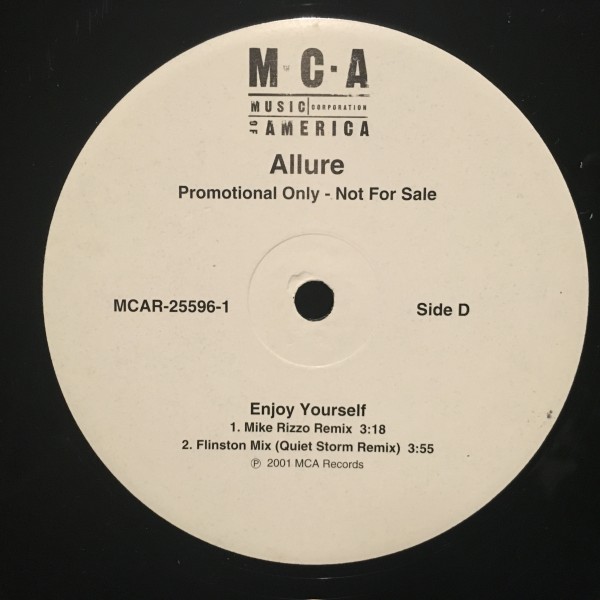 M·C·A
MUSIC CORPORATION
OF AMERICA
Allure
Promotional Only - Not For Sale
MCAR-25596-1
Side D
Enjoy Yourself
1. Mike Rizzo Remix 3:18
2. Flinston Mix (Quiet Storm Remix) 3:55
℗ 2001 MCA Records